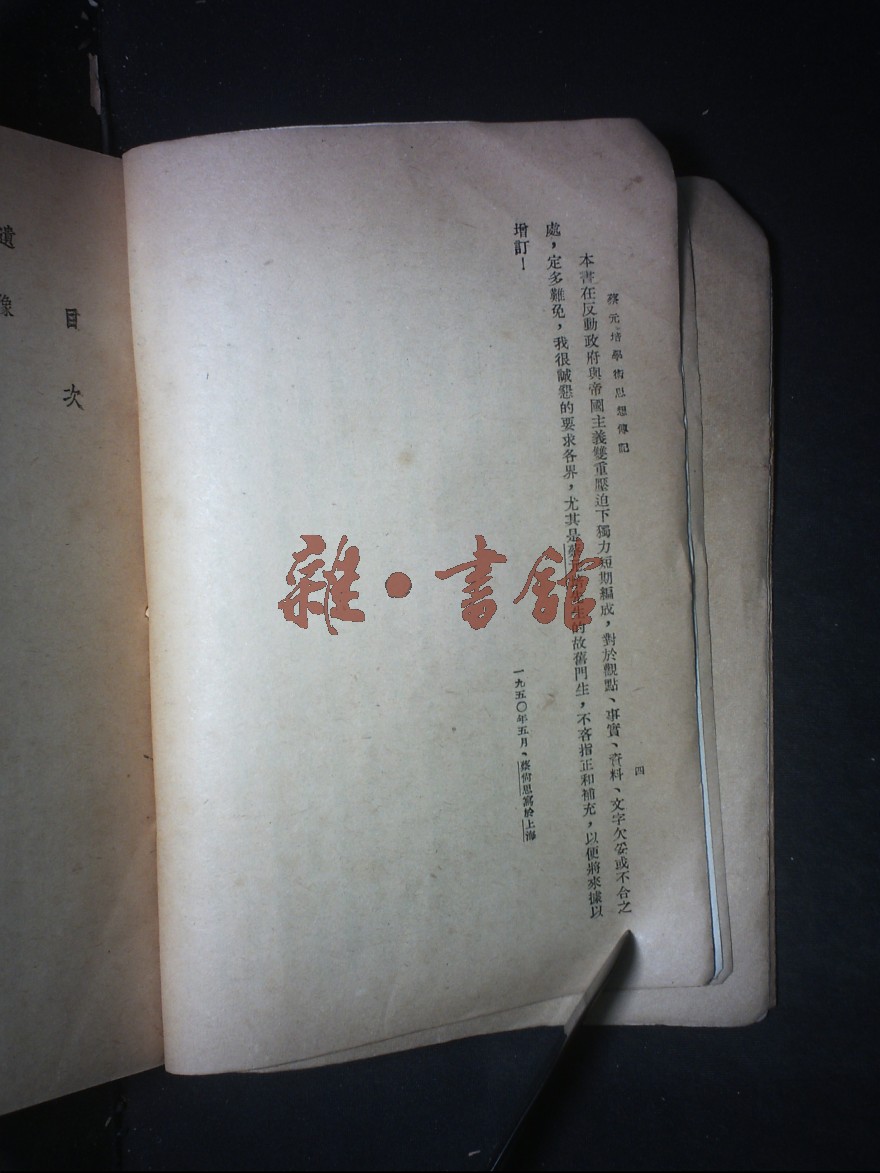 蔡元培學術思想傳記
四
本書在反動政府與帝國主義雙重壓迫下獨力短期編成，對於觀點、事實、資料、文字欠妥或不合之
處，定多難免，我很誠懇的要求各界，尤其是蔡先生的故舊門生，不吝指正和補充，以便將來據以
增訂！
一九五〇年五月、蔡尚思寫於上海
目次
遺像
雜·書館